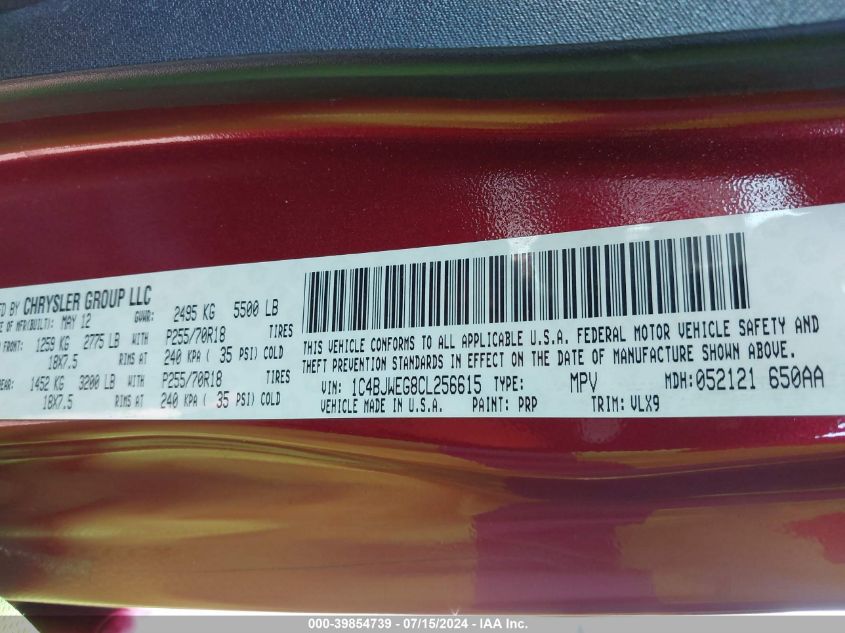 FD BY CHRYSLER GROUP LLC
E OF MFR(BUILT): MAY 12 GVWR: 2495 KG 5500 LB
FRONT: 1259 KG 2775 LB WITH P255/70R18 TIRES
18X7.5 RIMS AT 240 KPA ( 35 PSI) COLD
EAR: 1452 KG 3200 LB WITH P255/70R18 TIRES
18X7.5 RIMS AT 240 KPA ( 35 PSI) COLD
THIS VEHICLE CONFORMS TO ALL APPLICABLE U.S.A. FEDERAL MOTOR VEHICLE SAFETY AND
THEFT PREVENTION STANDARDS IN EFFECT ON THE DATE OF MANUFACTURE SHOWN ABOVE.
VIN: 1C4BJWEG8CL256615 TYPE: MPV MDH: 052121 650AA
VEHICLE MADE IN U.S.A. PAINT: PRP TRIM: VLX9
000-39854739 - 07/15/2024 - IAA Inc.